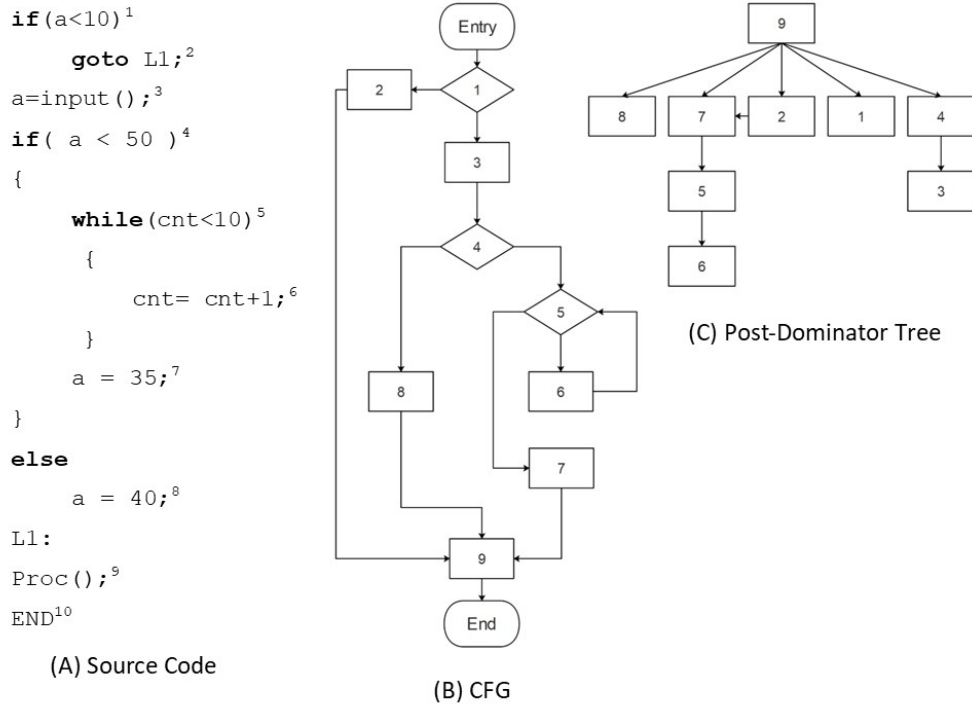 if(a<10)¹
goto L1;²
a=input();³
if( a < 50 )⁴
{
while(cnt<10)⁵
{
cnt= cnt+1;⁶
}
a = 35;⁷
}
else
a = 40;⁸
L1:
Proc();⁹
END¹⁰
(A) Source Code
Entry
2
1
3
4
5
8
6
7
9
End
(B) CFG
9
8
7
2
1
4
5
3
6
(C) Post-Dominator Tree